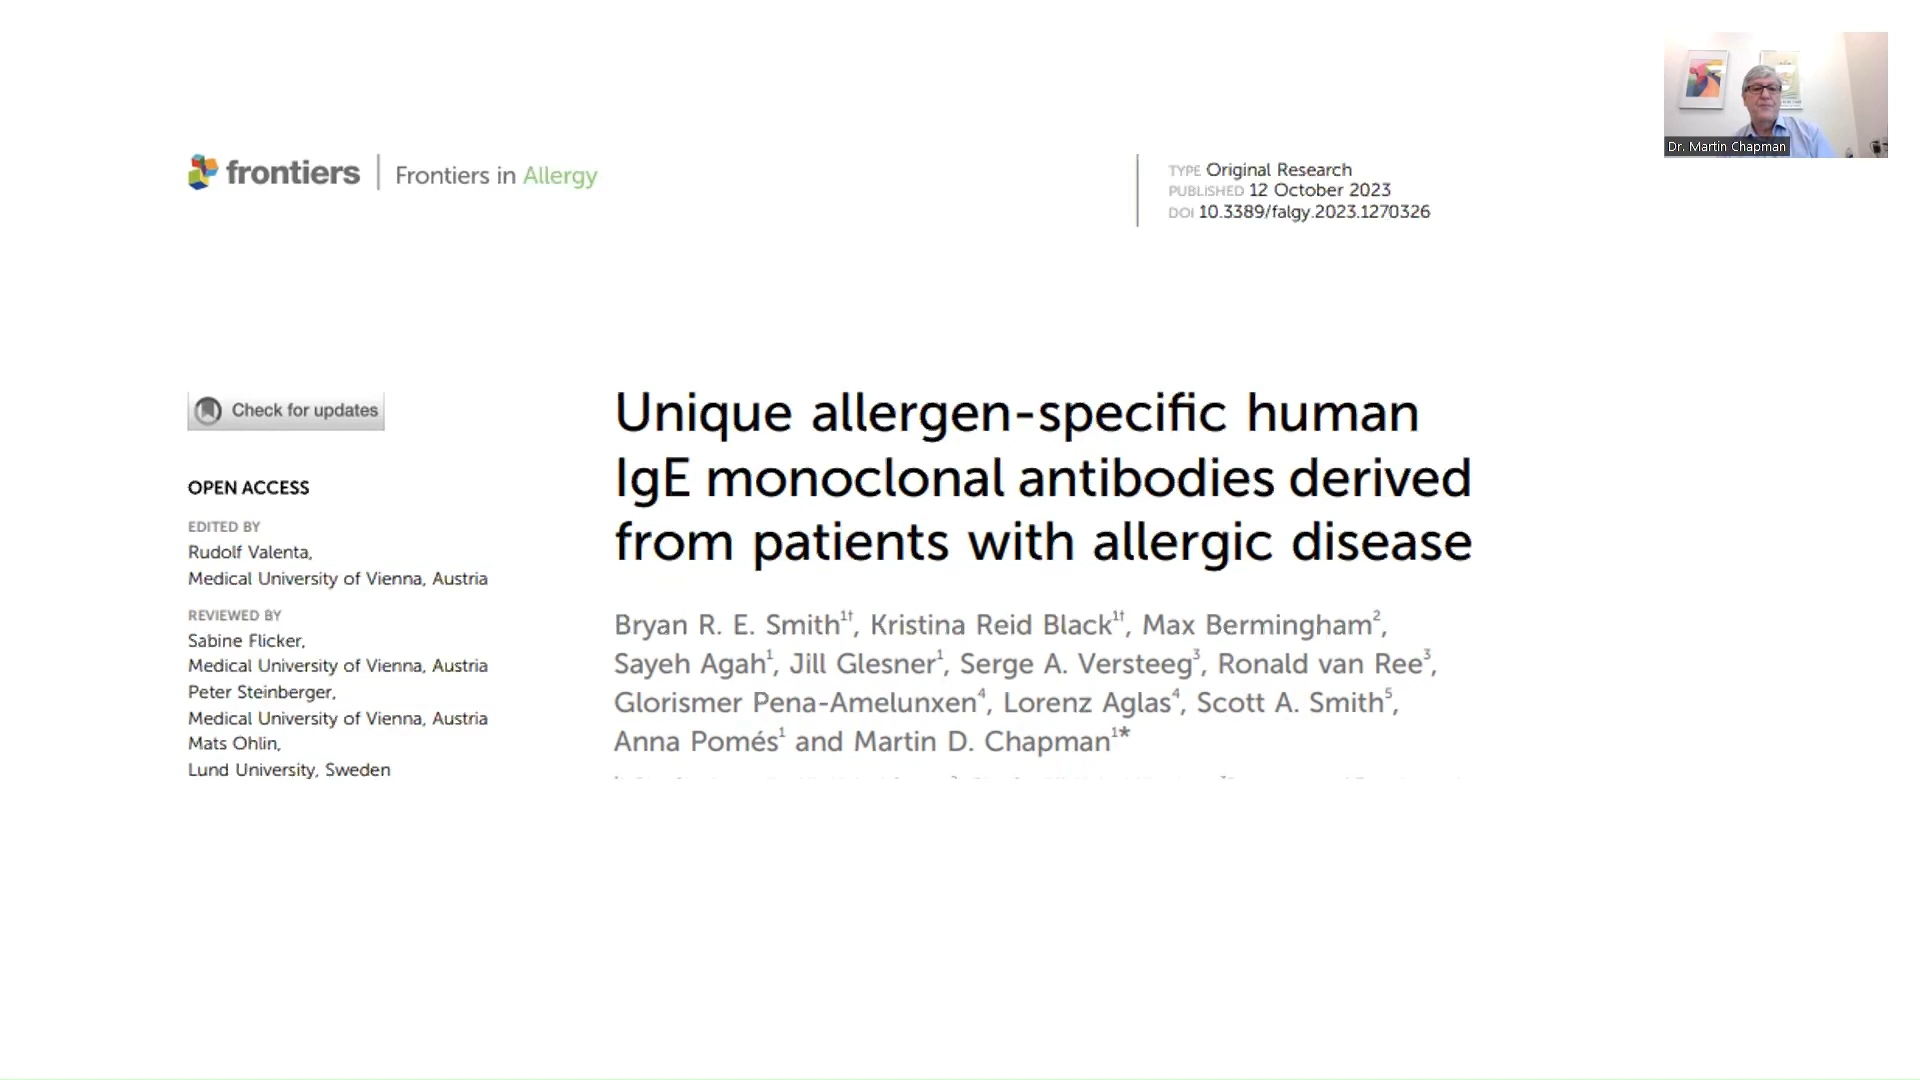 Dr. Martin Chapman
frontiers | Frontiers in Allergy
TYPE Original Research
PUBLISHED 12 October 2023
DOI 10.3389/falgy.2023.1270326
Check for updates
OPEN ACCESS
EDITED BY
Rudolf Valenta,
Medical University of Vienna, Austria
REVIEWED BY
Sabine Flicker,
Medical University of Vienna, Austria
Peter Steinberger,
Medical University of Vienna, Austria
Mats Ohlin,
Lund University, Sweden
Unique allergen-specific human
IgE monoclonal antibodies derived
from patients with allergic disease
Bryan R. E. Smith¹†, Kristina Reid Black¹†, Max Bermingham²,
Sayeh Agah¹, Jill Glesner¹, Serge A. Versteeg³, Ronald van Ree³,
Glorismer Pena-Amelunxen⁴, Lorenz Aglas⁴, Scott A. Smith⁵,
Anna Pomés¹ and Martin D. Chapman¹*